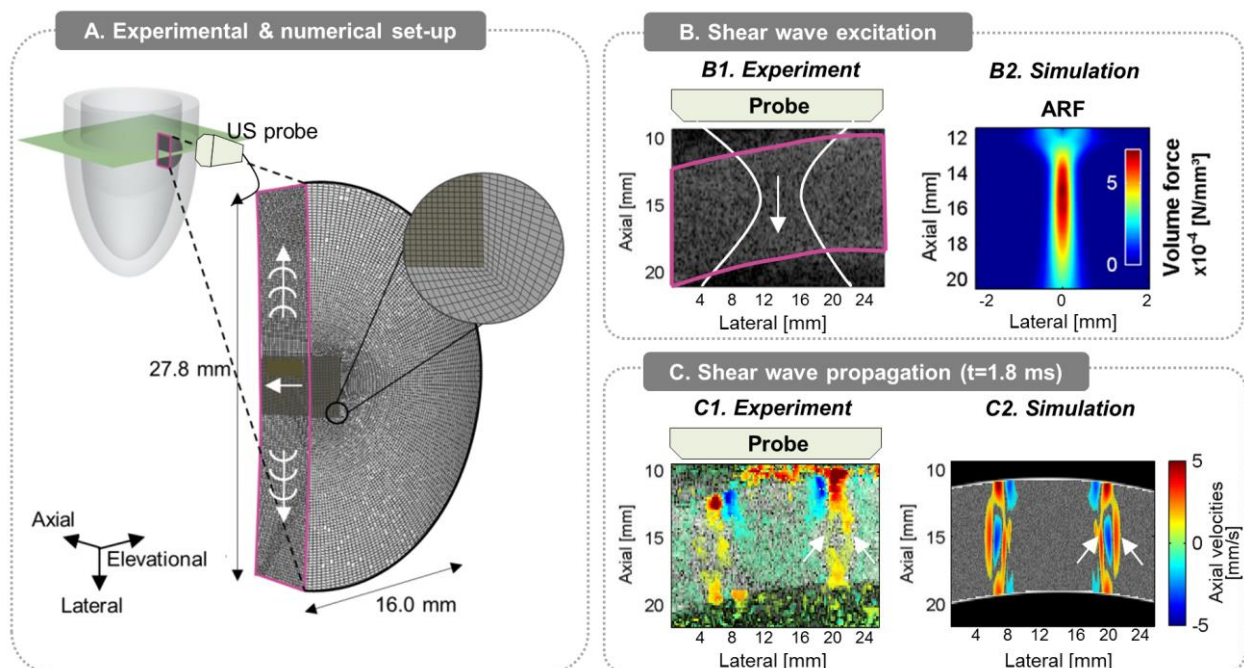 A. Experimental & numerical set-up
US probe
27.8 mm
16.0 mm
Axial
Elevational
Lateral
B. Shear wave excitation
B1. Experiment
Probe
10
15
20
Axial [mm]
4 8 12 16 20 24
Lateral [mm]
B2. Simulation
ARF
12
14
16
18
20
Axial [mm]
-2 0 2
Lateral [mm]
5
0
Volume force
x10⁻⁴ [N/mm³]
C. Shear wave propagation (t=1.8 ms)
C1. Experiment
Probe
10
15
20
Axial [mm]
4 8 12 16 20 24
Lateral [mm]
C2. Simulation
10
15
20
Axial [mm]
4 8 12 16 20 24
Lateral [mm]
5
0
-5
Axial velocities
[mm/s]